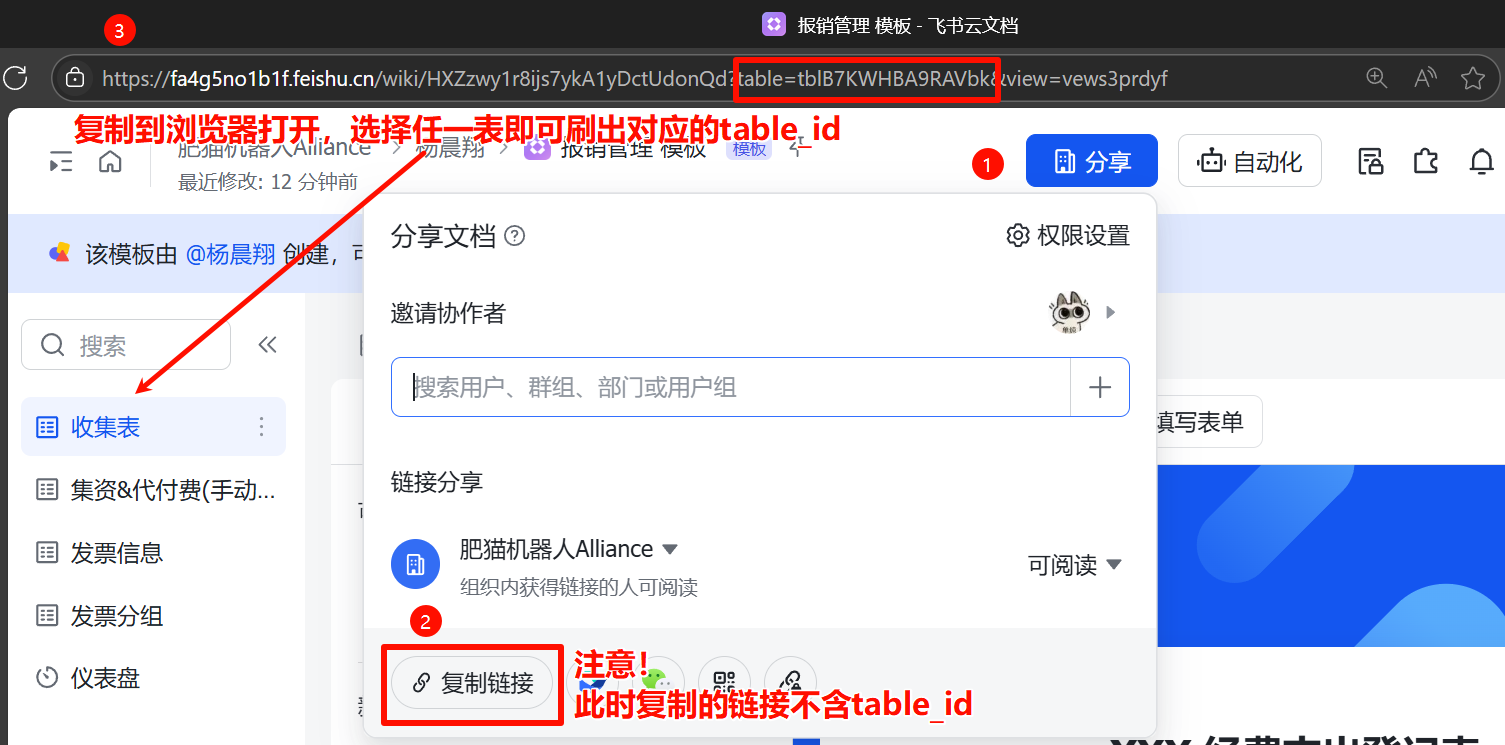 报销管理 模板 - 飞书云文档
3
https://fa4g5no1b1f.feishu.cn/wiki/HXZzwy1r8ijs7ykA1yDctUdonQd?table=tblB7KWHBA9RAVbk&view=vews3prdyf
复制到浏览器打开，选择任一表即可刷出对应的table_id
肥猫机器人Alliance > 杨晨翔 > 报销管理 模板 模板
最近修改: 12 分钟前
1
分享
自动化
该模板由 @杨晨翔 创建，
分享文档
权限设置
邀请协作者
搜索
搜索用户、群组、部门或用户组
收集表
填写表单
集资&代付费(手动...
链接分享
发票信息
肥猫机器人Alliance
可阅读
组织内获得链接的人可阅读
发票分组
2
仪表盘
复制链接
注意！
此时复制的链接不含table_id